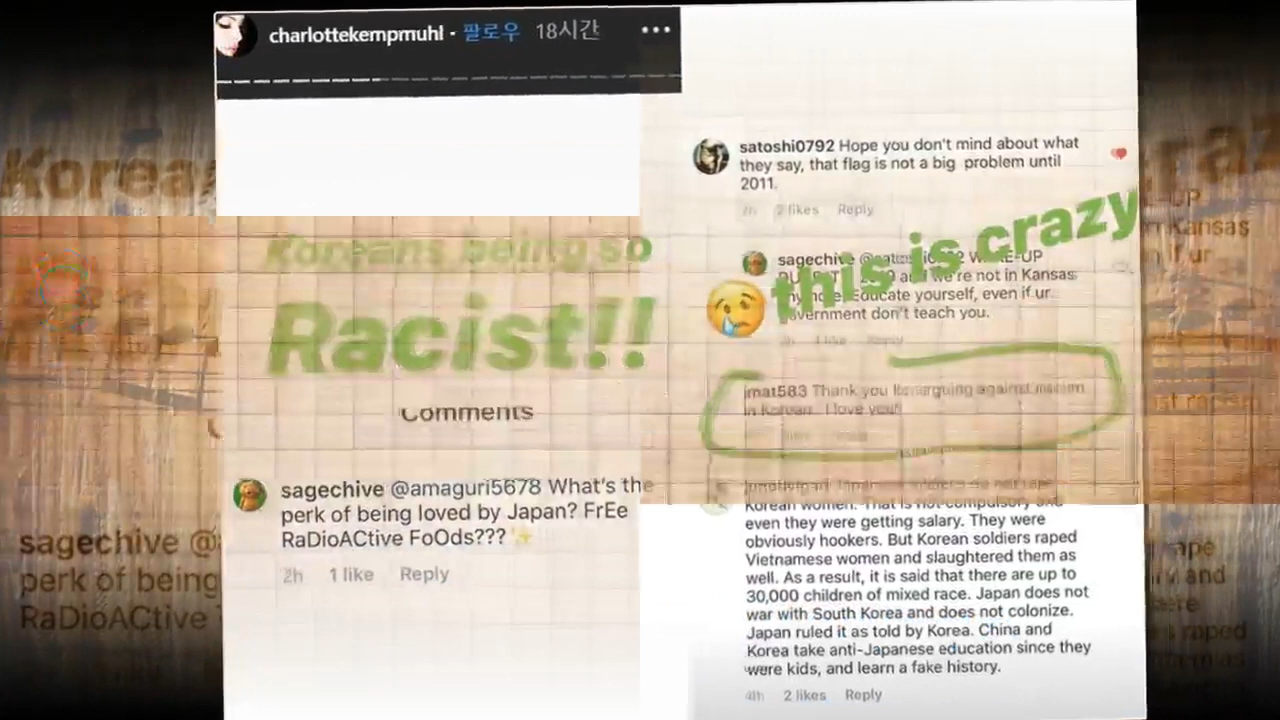 charlottekempmuhl · 팔로우 18시간 •••
Koreans being so
Racist!!
Comments
sagechive @amaguri5678 What's the
perk of being loved by Japan? FrEe
RaDioACtive FoOds??? ✨
2h 1 like Reply
satoshi0792 Hope you don't mind about what
they say, that flag is not a big problem until
2011.
2 likes Reply
this is crazy
sagechive
we're not in Kansas
Educate yourself, even if ur
government don't teach you.
1 like Reply
mat583 Thank you arguing against racism
in Korean. I love you!
Korean women. That is not compulsory and
even they were getting salary. They were
obviously hookers. But Korean soldiers raped
Vietnamese women and slaughtered them as
well. As a result, it is said that there are up to
30,000 children of mixed race. Japan does not
war with South Korea and does not colonize.
Japan ruled it as told by Korea. China and
Korea take anti-Japanese education since they
were kids, and learn a fake history.
4h 2 likes Reply